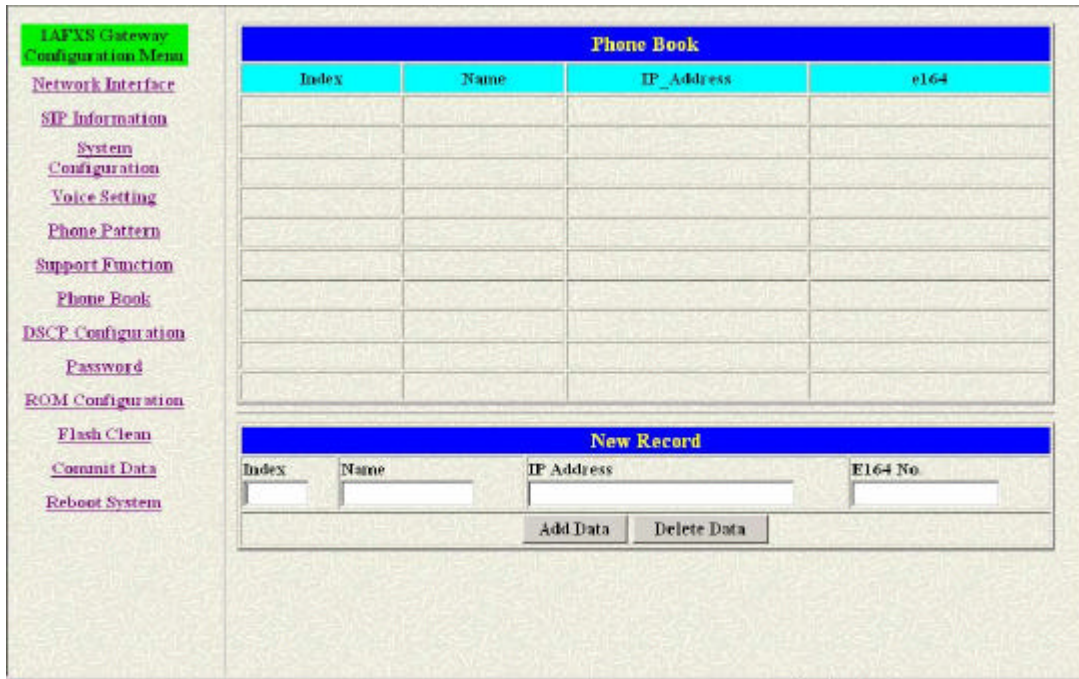 1AFXS Gateway
Configuration Menu
Network Interface
SIP Information
System
Configuration
Voice Setting
Phone Pattern
Support Function
Phone Book
DSCP Configuration
Password
ROM Configuration
Flash Clean
Commit Data
Reboot System
Phone Book
Index Name IP_Address e164
New Record
Index Name IP Address E164 No.
Add Data Delete Data